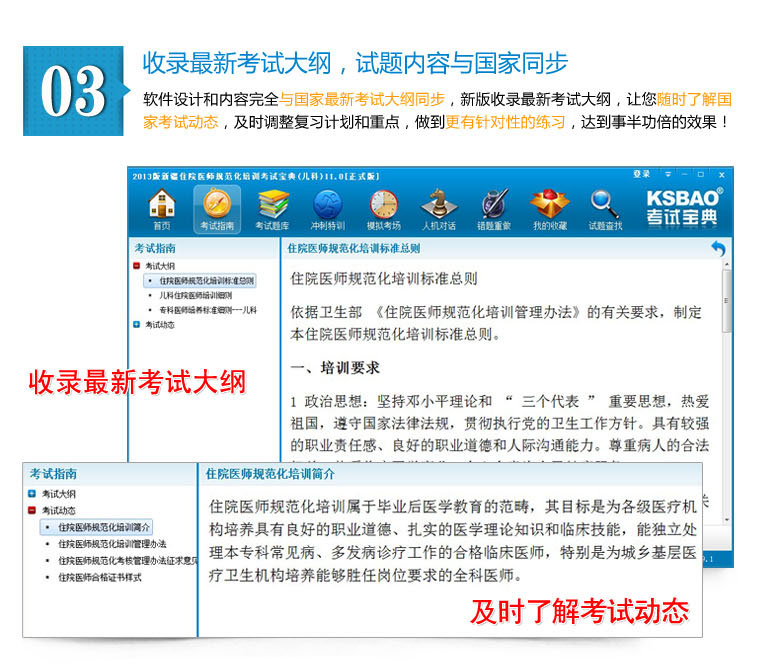 03
收录最新考试大纲，试题内容与国家同步
软件设计和内容完全与国家最新考试大纲同步，新版收录最新考试大纲，让您随时了解国
家考试动态，及时调整复习计划和重点，做到更有针对性的练习，达到事半功倍的效果！
2013版新疆住院医师规范化培训考试宝典(儿科)11.0[正式版]
登录
首页 考试指南 考试题库 冲刺特训 模拟考场 人机对话 错题重做 我的收藏 试题查找
KSBAO®
考试宝典
考试指南
考试大纲
住院医师规范化培训标准总则
儿科住院医师培训细则
专科医师培养标准细则--儿科
考试动态
住院医师规范化培训标准总则
住院医师规范化培训标准总则
依据卫生部 《住院医师规范化培训管理办法》的有关要求，制定
本住院医师规范化培训标准总则。
一、培训要求
1 政治思想：坚持邓小平理论和 “ 三个代表 ” 重要思想，热爱
祖国，遵守国家法律法规，贯彻执行党的卫生工作方针。具有较强
的职业责任感、良好的职业道德和人际沟通能力。尊重病人的合法
收录最新考试大纲
考试指南
考试大纲
考试动态
住院医师规范化培训简介
住院医师规范化培训管理办法
住院医师规范化考核管理办法征求意见
住院医师合格证书样式
住院医师规范化培训简介
住院医师规范化培训属于毕业后医学教育的范畴，其目标是为各级医疗机
构培养具有良好的职业道德、扎实的医学理论知识和临床技能，能独立处
理本专科常见病、多发病诊疗工作的合格临床医师，特别是为城乡基层医
疗卫生机构培养能够胜任岗位要求的全科医师。
及时了解考试动态